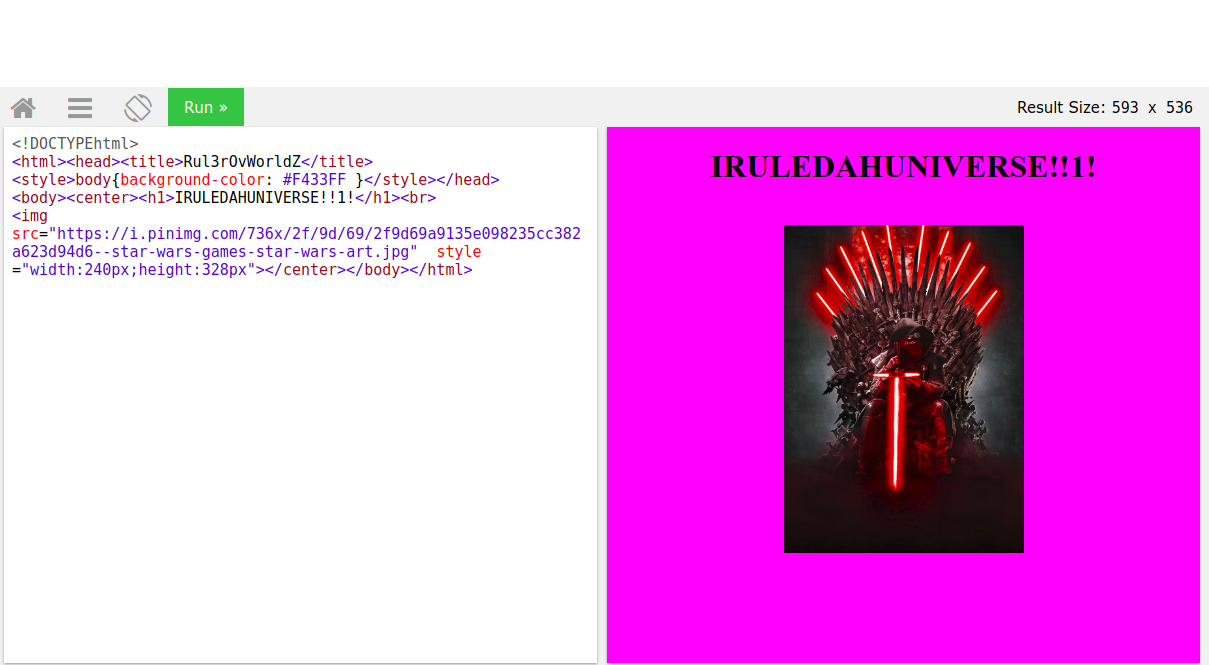 Run »
Result Size: 593 x 536
<!DOCTYPEhtml>
<html><head><title>Rul3rOvWorldZ</title>
<style>body{background-color: #F433FF }</style></head>
<body><center><h1>IRULEDAHUNIVERSE!!1!</h1><br>
<img
src="https://i.pinimg.com/736x/2f/9d/69/2f9d69a9135e098235cc382
a623d94d6--star-wars-games-star-wars-art.jpg"  style
="width:240px;height:328px"></center></body></html>
IRULEDAHUNIVERSE!!1!